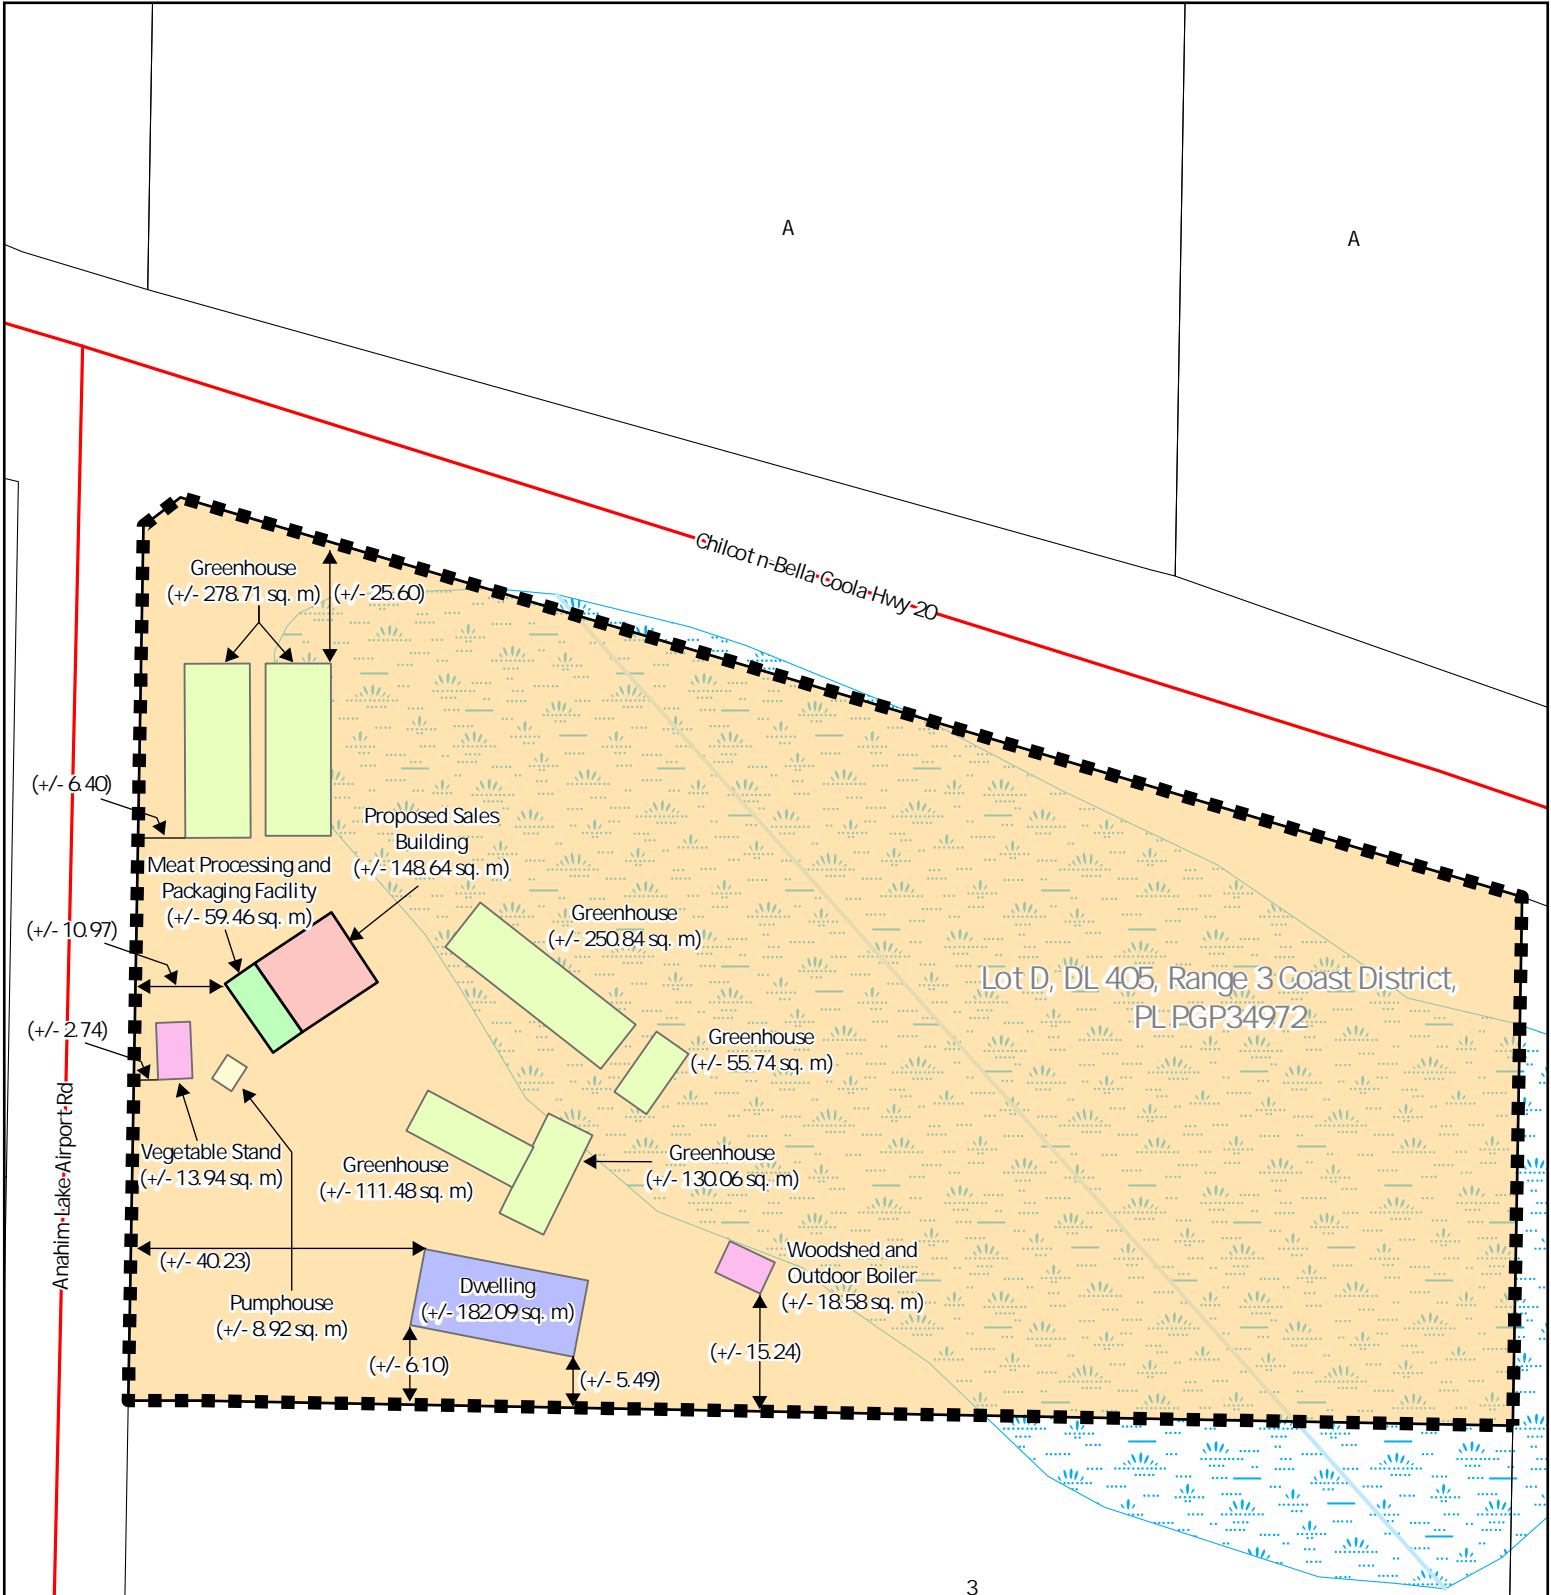 A
A
Chilcotin-Bella Coola Hwy 20
Greenhouse
(+/- 278.71 sq. m)
(+/- 25.60)
(+/- 6.40)
Proposed Sales
Building
(+/- 148.64 sq. m)
Meat Processing and
Packaging Facility
(+/- 59.46 sq. m)
Greenhouse
(+/- 250.84 sq. m)
(+/- 10.97)
Lot D, DL 405, Range 3 Coast District,
PL PGP34972
(+/- 2.74)
Greenhouse
(+/- 55.74 sq. m)
Anahim Lake Airport Rd
Vegetable Stand
(+/- 13.94 sq. m)
Greenhouse
(+/- 111.48 sq. m)
Greenhouse
(+/- 130.06 sq. m)
(+/- 40.23)
Woodshed and
Outdoor Boiler
(+/- 18.58 sq. m)
Dwelling
(+/- 182.09 sq. m)
Pumphouse
(+/- 8.92 sq. m)
(+/- 6.10)
(+/- 15.24)
(+/- 5.49)
3